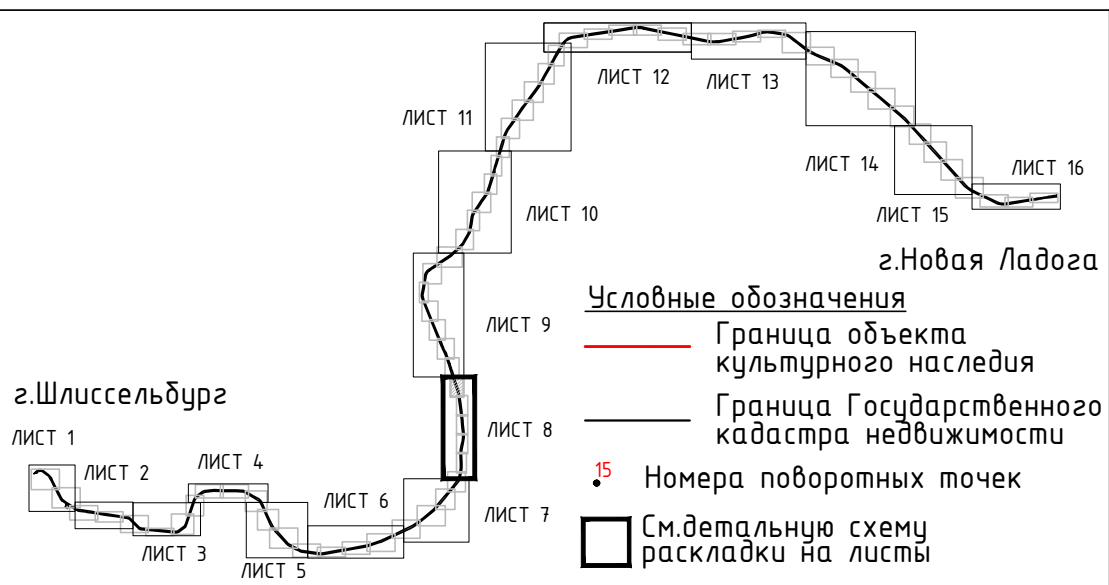 ЛИСТ 12
ЛИСТ 13
ЛИСТ 11
ЛИСТ 14
ЛИСТ 16
ЛИСТ 10
ЛИСТ 15
г.Новая Ладога
Условные обозначения
ЛИСТ 9
Граница объекта
культурного наследия
г.Шлиссельбург
Граница Государственного
кадастра недвижимости
ЛИСТ 8
ЛИСТ 1
ЛИСТ 2
ЛИСТ 4
15
Номера поворотных точек
ЛИСТ 6
ЛИСТ 7
См.детальную схему
раскладки на листы
ЛИСТ 3
ЛИСТ 5